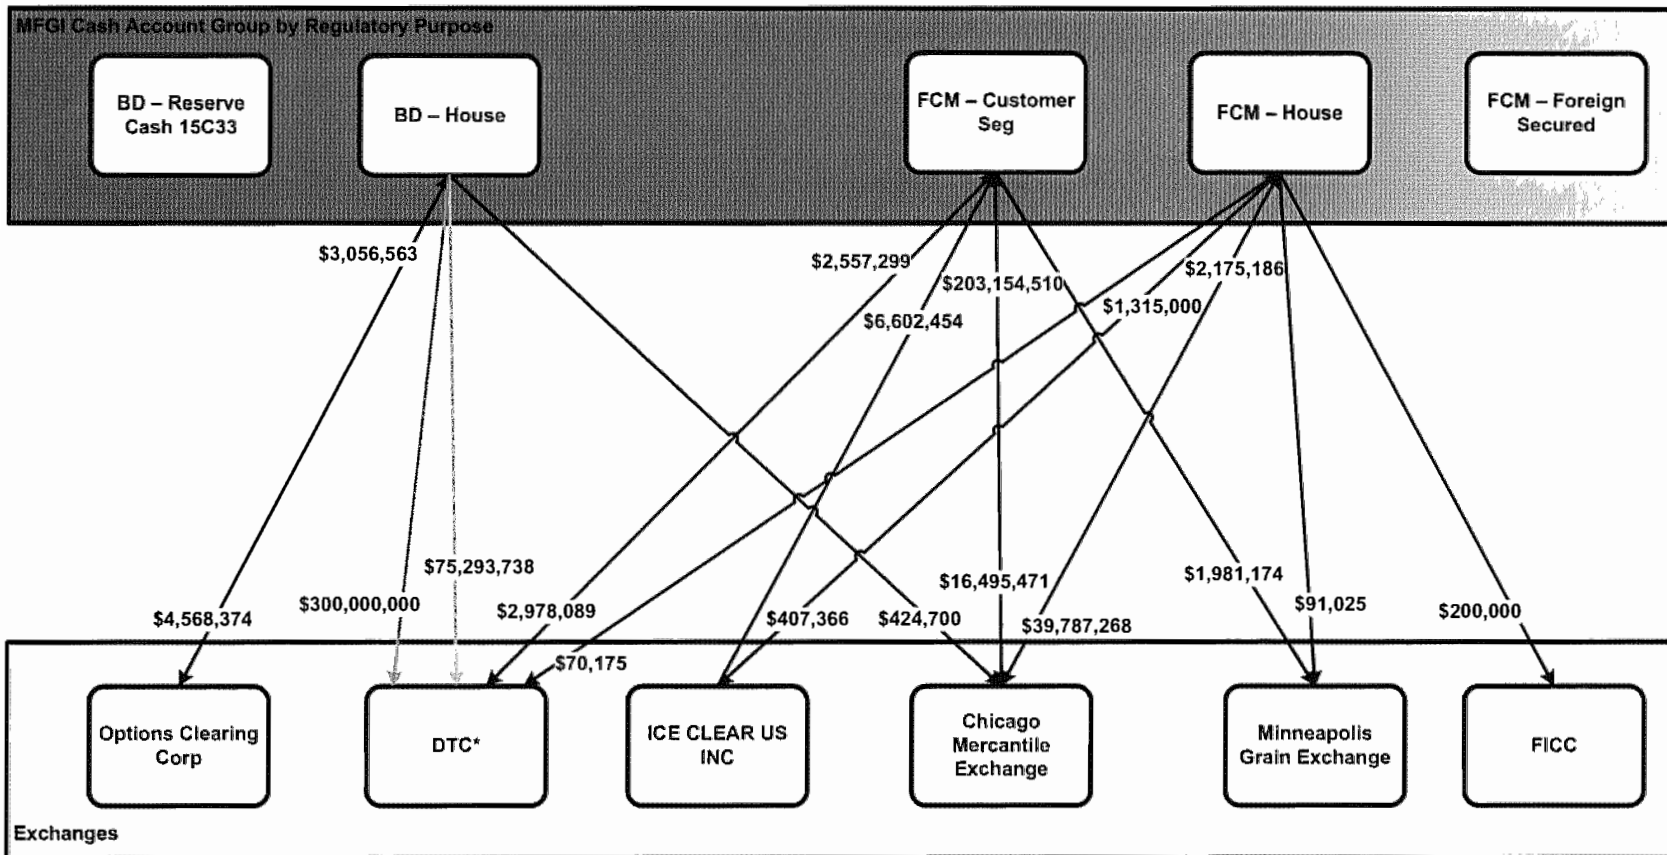 MFGI Cash Account Group by Regulatory Purpose
BD – Reserve
Cash 15C33
BD – House
FCM – Customer
Seg
FCM – House
FCM – Foreign
Secured
$3,056,563
$2,557,299
$203,154,510
$2,175,186
$6,602,454
$1,315,000
$75,293,738
$300,000,000
$4,568,374
$2,978,089
$407,366
$424,700
$16,495,471
$39,787,268
$1,981,174
$91,025
$200,000
$70,175
Options Clearing
Corp
DTC*
ICE CLEAR US
INC
Chicago
Mercantile
Exchange
Minneapolis
Grain Exchange
FICC
Exchanges